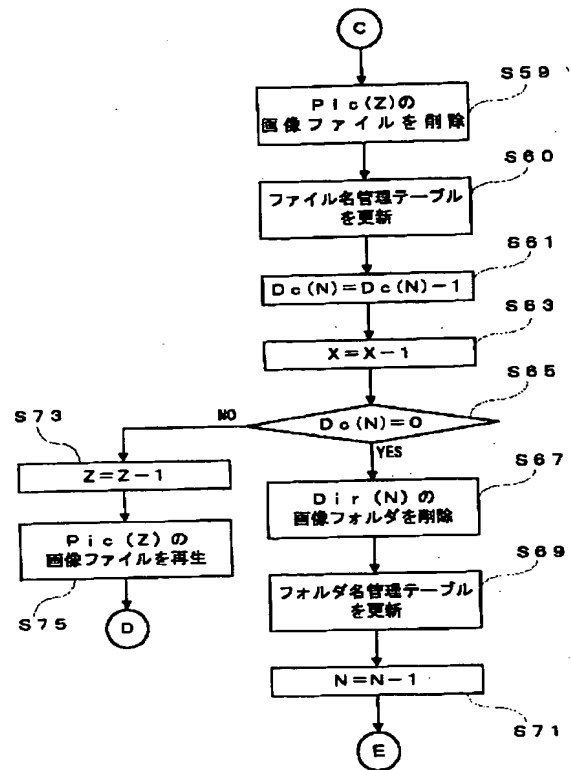 C
S59
Pic(Z)の
画像ファイルを削除
S60
ファイル名管理テーブル
を更新
S61
Dc(N)=Dc(N)-1
S63
X=X-1
S65
Dc(N)=0
NO
YES
S73
Z=Z-1
Pic(Z)の
画像ファイルを再生
S75
D
S67
Dir(N)の
画像フォルダを削除
S69
フォルダ名管理テーブル
を更新
N=N-1
S71
E